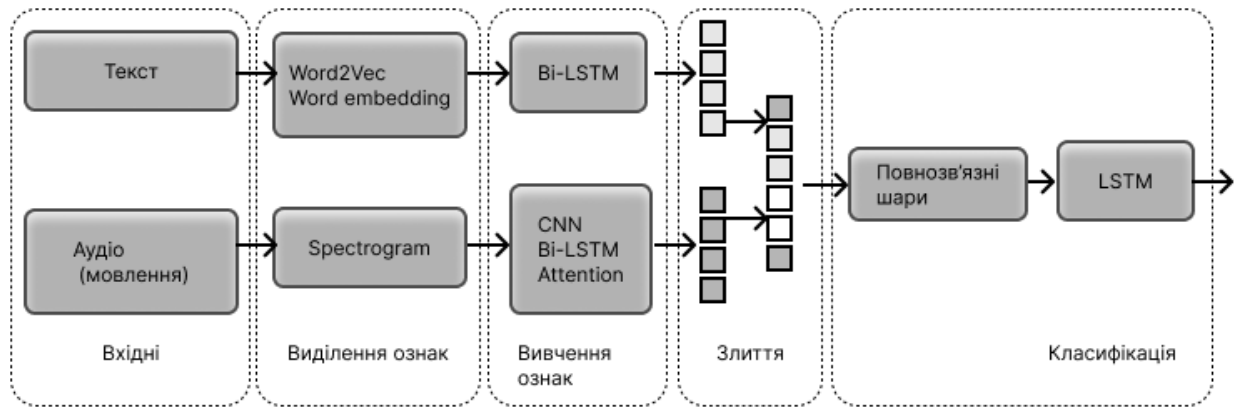 Текст
Word2Vec
Word embedding
Bi-LSTM
Аудіо
(мовлення)
Spectrogram
CNN
Bi-LSTM
Attention
Повнозв'язні
шари
LSTM
Вхідні
Виділення ознак
Вивчення
ознак
Злиття
Класифікація